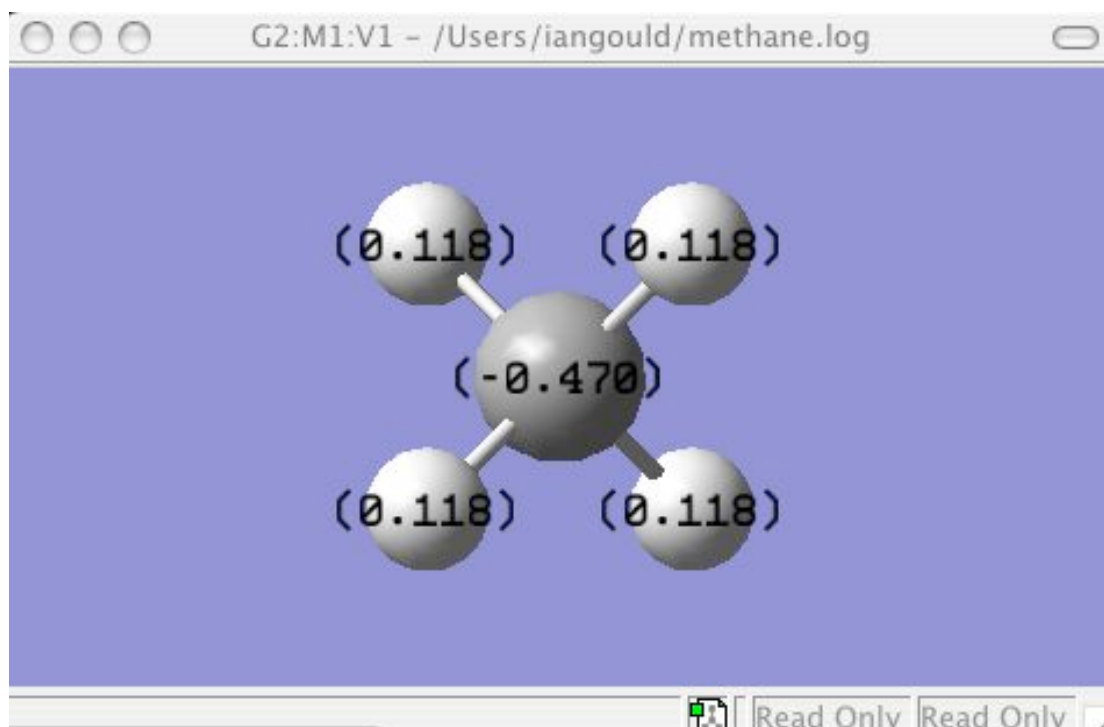 G2:M1:V1 - /Users/iangould/methane.log
(0.118) (0.118)
(-0.470)
(0.118) (0.118)
Read Only Read Only